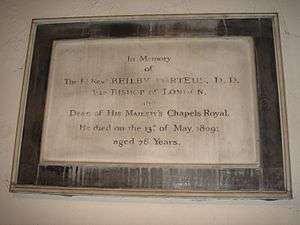 In Memory
of
The Rt. Revd. BEILBY PORTEUS, D. D.
late BISHOP of LONDON,
and
Dean of HIS MAJESTY'S Chapels Royal.
He died on the 13th. of May 1809:
aged 78 Years.